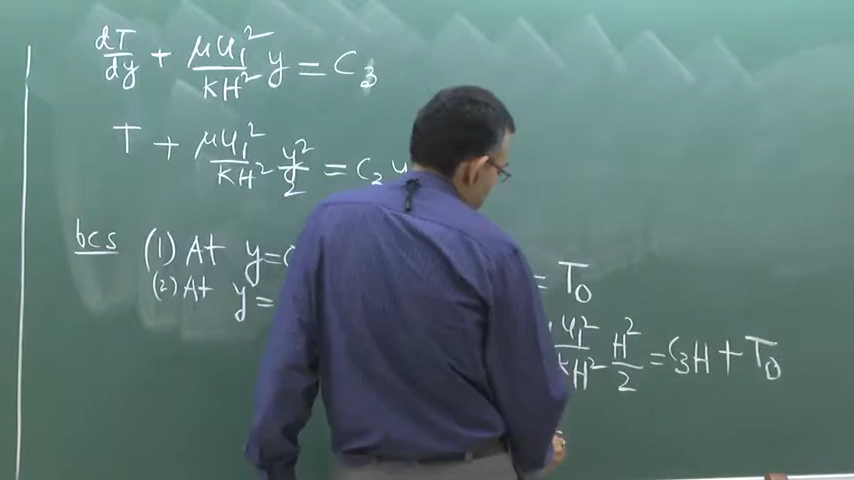 dT/dy + μu₁²/kH² y = C₃
T + μu₁²/kH² y²/2 = C₂ y
bcs (1) At y=0
= T₀
(2) At y =
u₁²/kH² H²/2 = C₃H + T₀